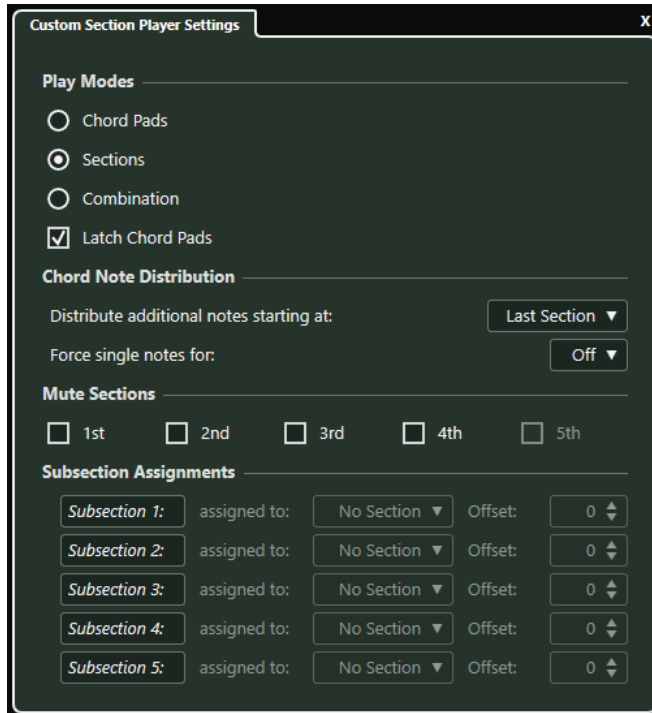 Custom Section Player Settings X
Play Modes
Chord Pads
Sections
Combination
Latch Chord Pads
Chord Note Distribution
Distribute additional notes starting at: Last Section
Force single notes for: Off
Mute Sections
1st 2nd 3rd 4th 5th
Subsection Assignments
Subsection 1: assigned to: No Section Offset: 0
Subsection 2: assigned to: No Section Offset: 0
Subsection 3: assigned to: No Section Offset: 0
Subsection 4: assigned to: No Section Offset: 0
Subsection 5: assigned to: No Section Offset: 0